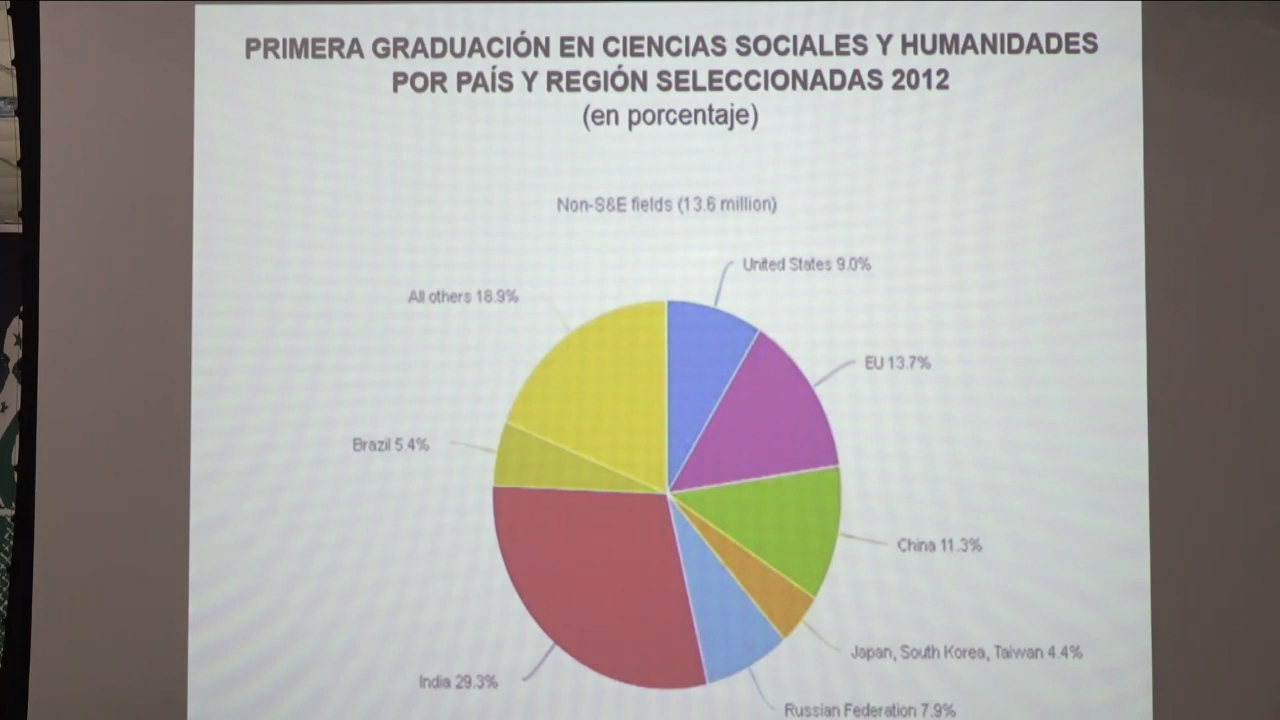 PRIMERA GRADUACIÓN EN CIENCIAS SOCIALES Y HUMANIDADES
POR PAÍS Y REGIÓN SELECCIONADAS 2012
(en porcentaje)
Non-S&E fields (13.6 million)
United States 9.0%
All others 18.9%
EU 13.7%
Brazil 5.4%
China 11.3%
Japan, South Korea, Taiwan 4.4%
India 29.3%
Russian Federation 7.9%